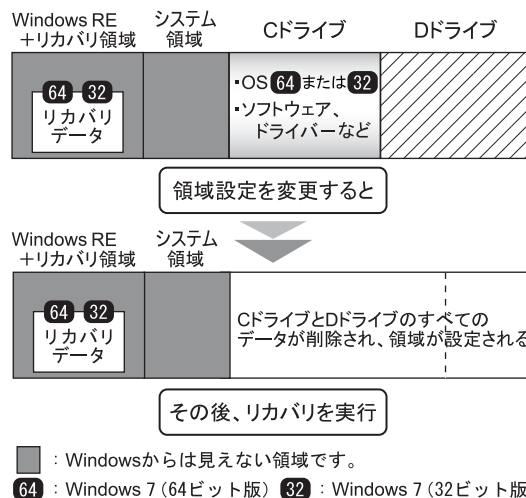 Windows RE
+リカバリ領域
システム
領域
Cドライブ
Dドライブ
64 32
リカバリ
データ
・OS 64 または 32
・ソフトウェア、
ドライバーなど
領域設定を変更すると
Windows RE
+リカバリ領域
システム
領域
64 32
リカバリ
データ
CドライブとDドライブのすべての
データが削除され、領域が設定される
その後、リカバリを実行
：Windowsからは見えない領域です。
64：Windows 7（64ビット版） 32：Windows 7（32ビット版